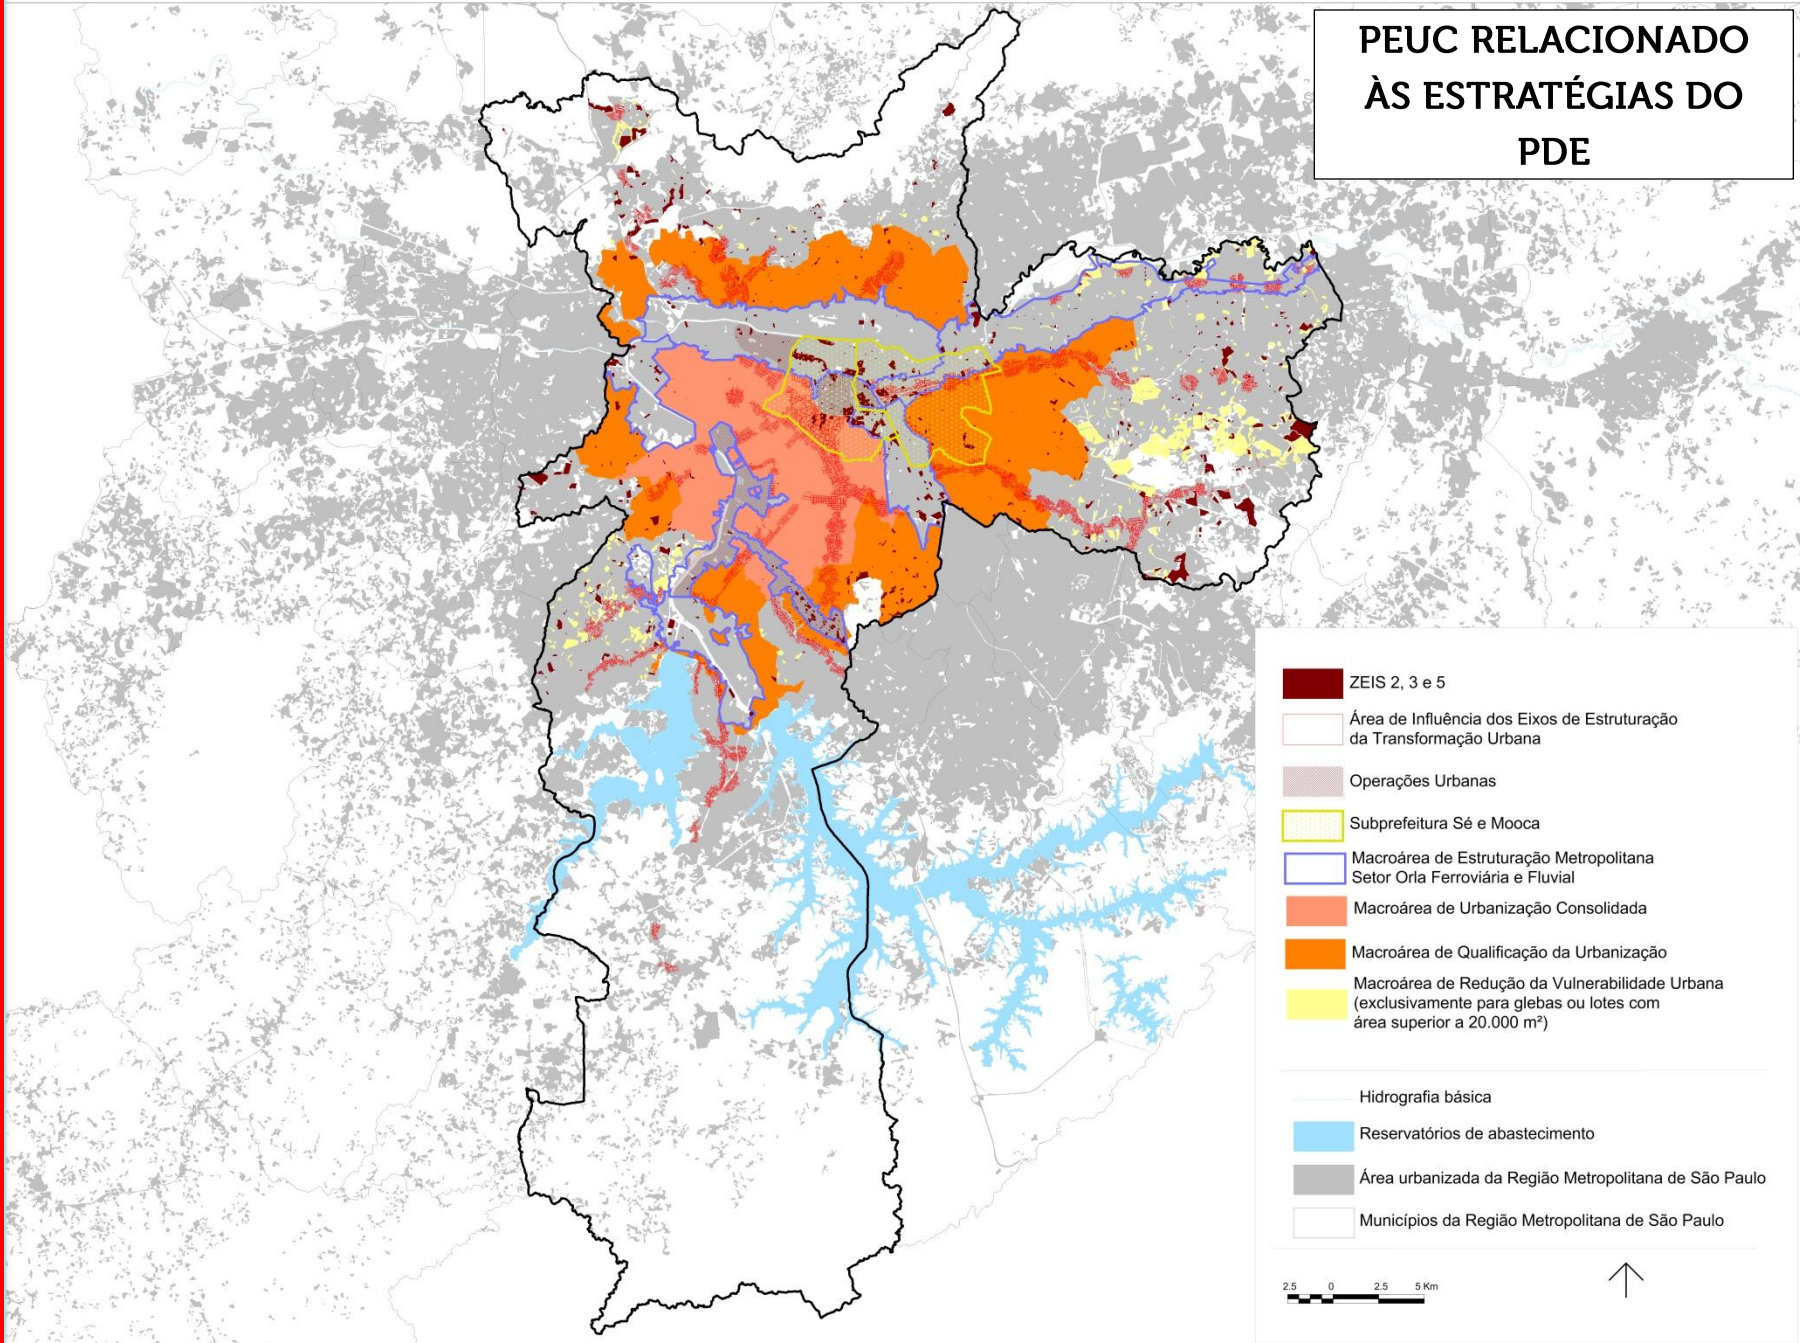 PEUC RELACIONADO
ÀS ESTRATÉGIAS DO
PDE
ZEIS 2, 3 e 5
Área de Influência dos Eixos de Estruturação
da Transformação Urbana
Operações Urbanas
Subprefeitura Sé e Mooca
Macroárea de Estruturação Metropolitana
Setor Orla Ferroviária e Fluvial
Macroárea de Urbanização Consolidada
Macroárea de Qualificação da Urbanização
Macroárea de Redução da Vulnerabilidade Urbana
(exclusivamente para glebas ou lotes com
área superior a 20.000 m²)
Hidrografia básica
Reservatórios de abastecimento
Área urbanizada da Região Metropolitana de São Paulo
Municípios da Região Metropolitana de São Paulo
2.5 0 2.5 5 Km